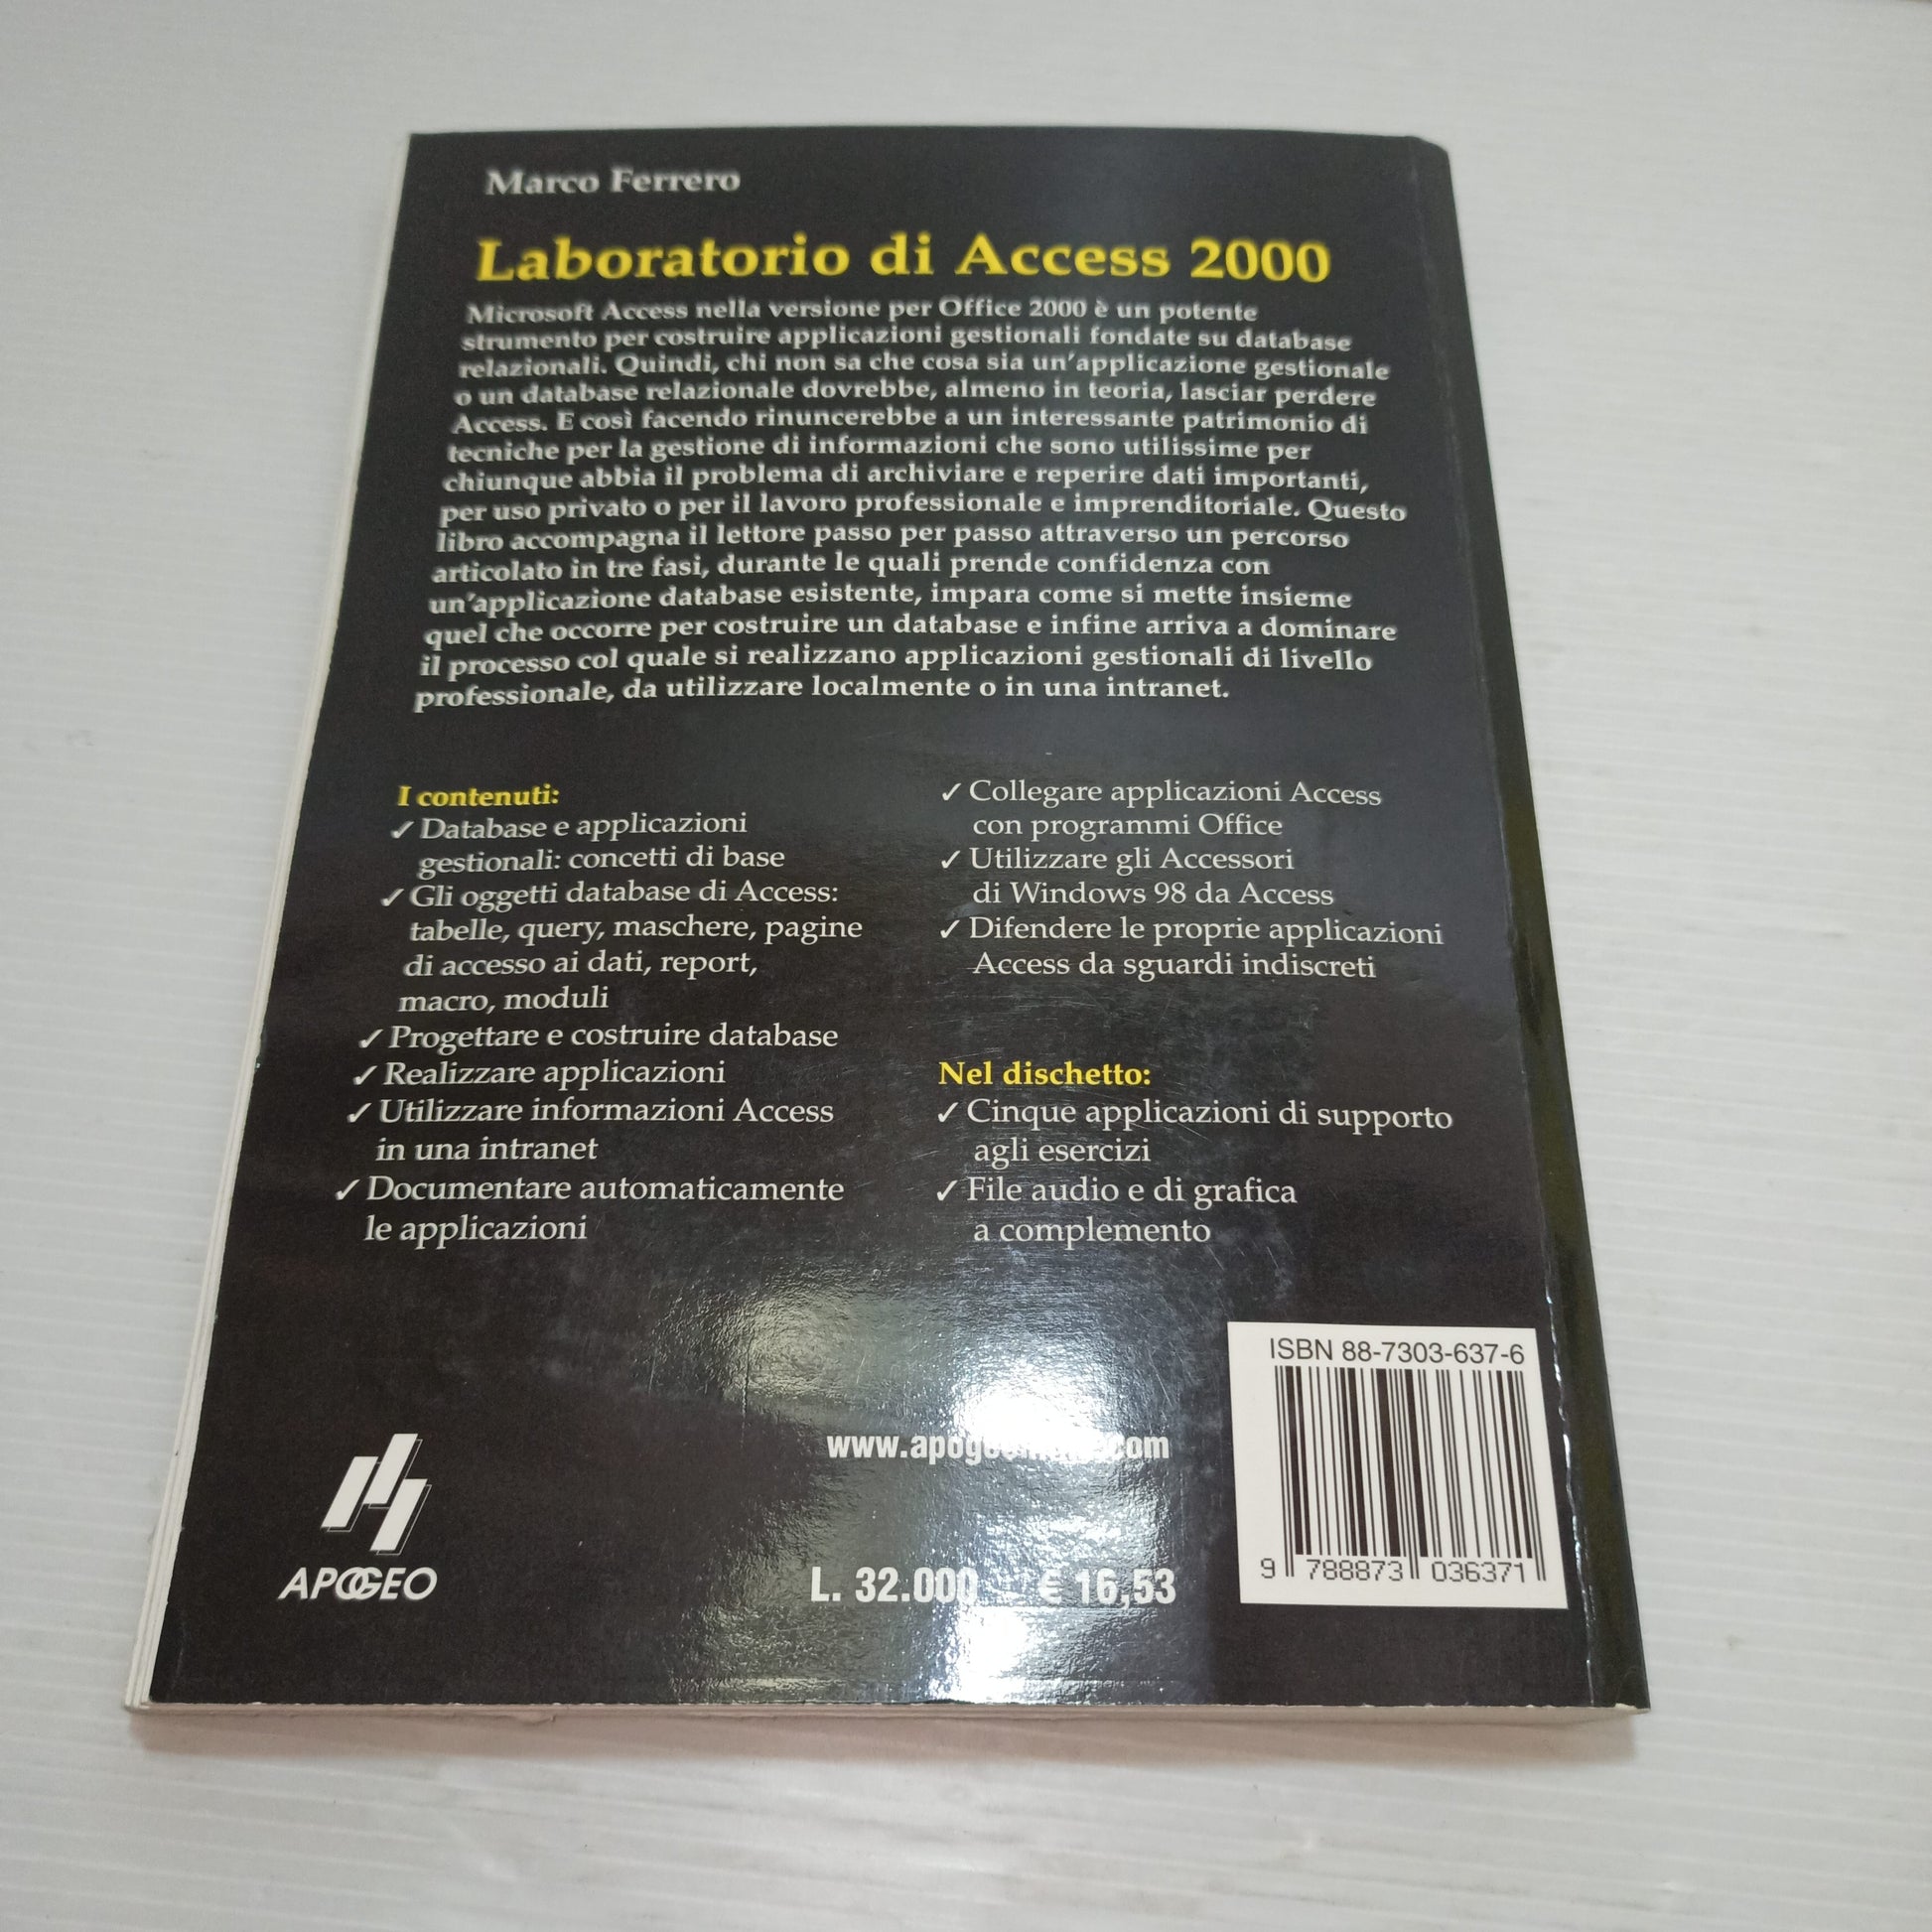 Marco Ferrero
Laboratorio di Access 2000
Microsoft Access nella versione per Office 2000 è un potente
strumento per costruire applicazioni gestionali fondate su database
relazionali. Quindi, chi non sa che cosa sia un'applicazione gestionale
o un database relazionale dovrebbe, almeno in teoria, lasciar perdere
Access. E così facendo rinuncerebbe a un interessante patrimonio di
tecniche per la gestione di informazioni che sono utilissime per
chiunque abbia il problema di archiviare e reperire dati importanti,
per uso privato o per il lavoro professionale e imprenditoriale. Questo
libro accompagna il lettore passo per passo attraverso un percorso
articolato in tre fasi, durante le quali prende confidenza con
un'applicazione database esistente, impara come si mette insieme
quel che occorre per costruire un database e infine arriva a dominare
il processo col quale si realizzano applicazioni gestionali di livello
professionale, da utilizzare localmente o in una intranet.
I contenuti:
✓ Database e applicazioni
gestionali: concetti di base
✓ Gli oggetti database di Access:
tabelle, query, maschere, pagine
di accesso ai dati, report,
macro, moduli
✓ Progettare e costruire database
✓ Realizzare applicazioni
✓ Utilizzare informazioni Access
in una intranet
✓ Documentare automaticamente
le applicazioni
✓ Collegare applicazioni Access
con programmi Office
✓ Utilizzare gli Accessori
di Windows 98 da Access
✓ Difendere le proprie applicazioni
Access da sguardi indiscreti
Nel dischetto:
✓ Cinque applicazioni di supporto
agli esercizi
✓ File audio e di grafica
a complemento
APOGEO
L. 32.000 € 16,53
ISBN 88-7303-637-6
9 788873 036371